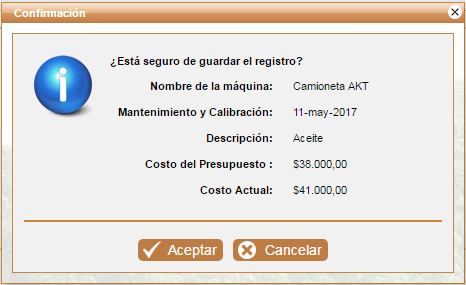 Confirmación
¿Está seguro de guardar el registro?
Nombre de la máquina: Camioneta AKT
Mantenimiento y Calibración: 11-may-2017
Descripción: Aceite
Costo del Presupuesto : $38.000,00
Costo Actual: $41.000,00
Aceptar Cancelar